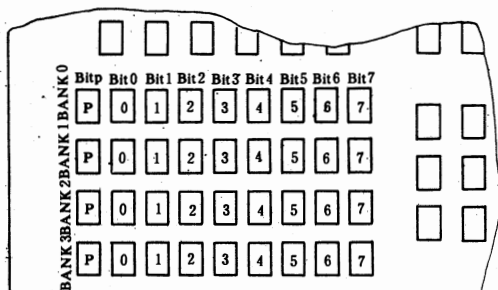 Bitp Bit0 Bit1 Bit2 Bit3 Bit4 Bit5 Bit6 Bit7
BANK 0
P 0 1 2 3 4 5 6 7
BANK 1
P 0 1 2 3 4 5 6 7
BANK 2
P 0 1 2 3 4 5 6 7
BANK 3
P 0 1 2 3 4 5 6 7